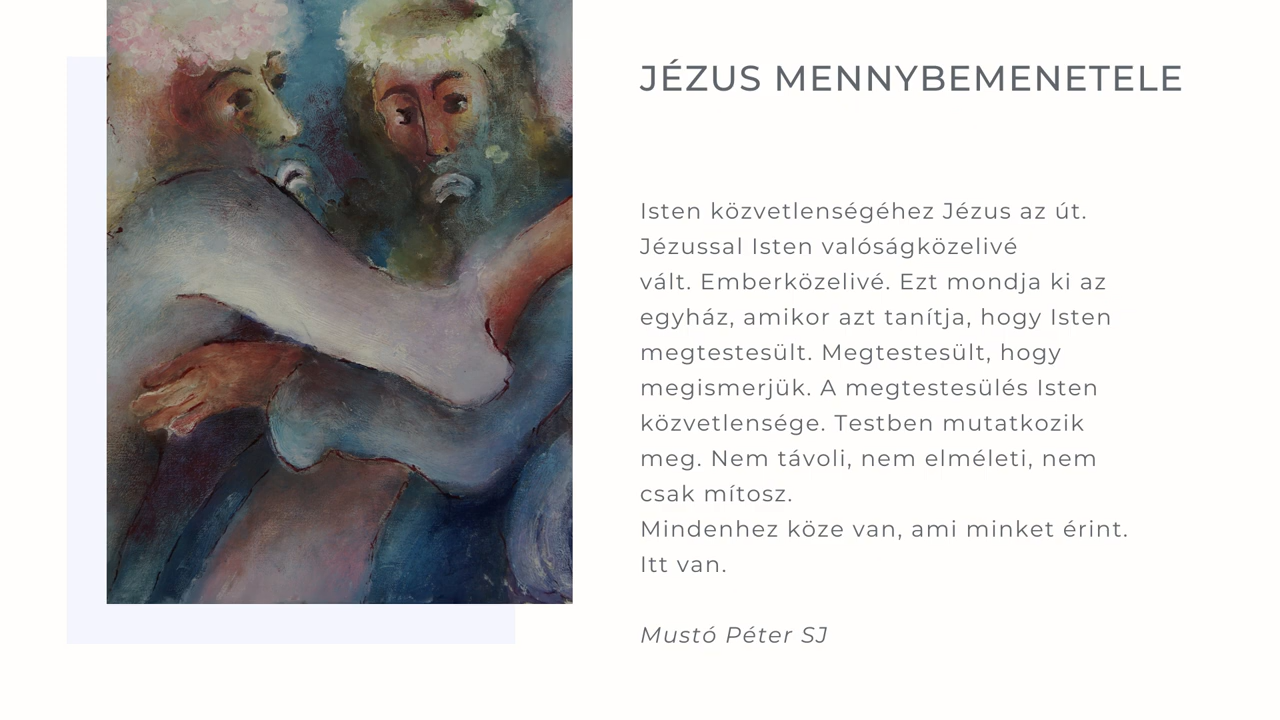 JÉZUS MENNYBEMENETELE
Isten közvetlenségéhez Jézus az út.
Jézussal Isten valóságközelivé
vált. Emberközelivé. Ezt mondja ki az
egyház, amikor azt tanítja, hogy Isten
megtestesült. Megtestesült, hogy
megismerjük. A megtestesülés Isten
közvetlensége. Testben mutatkozik
meg. Nem távoli, nem elméleti, nem
csak mítosz.
Mindenhez köze van, ami minket érint.
Itt van.
Mustó Péter SJ